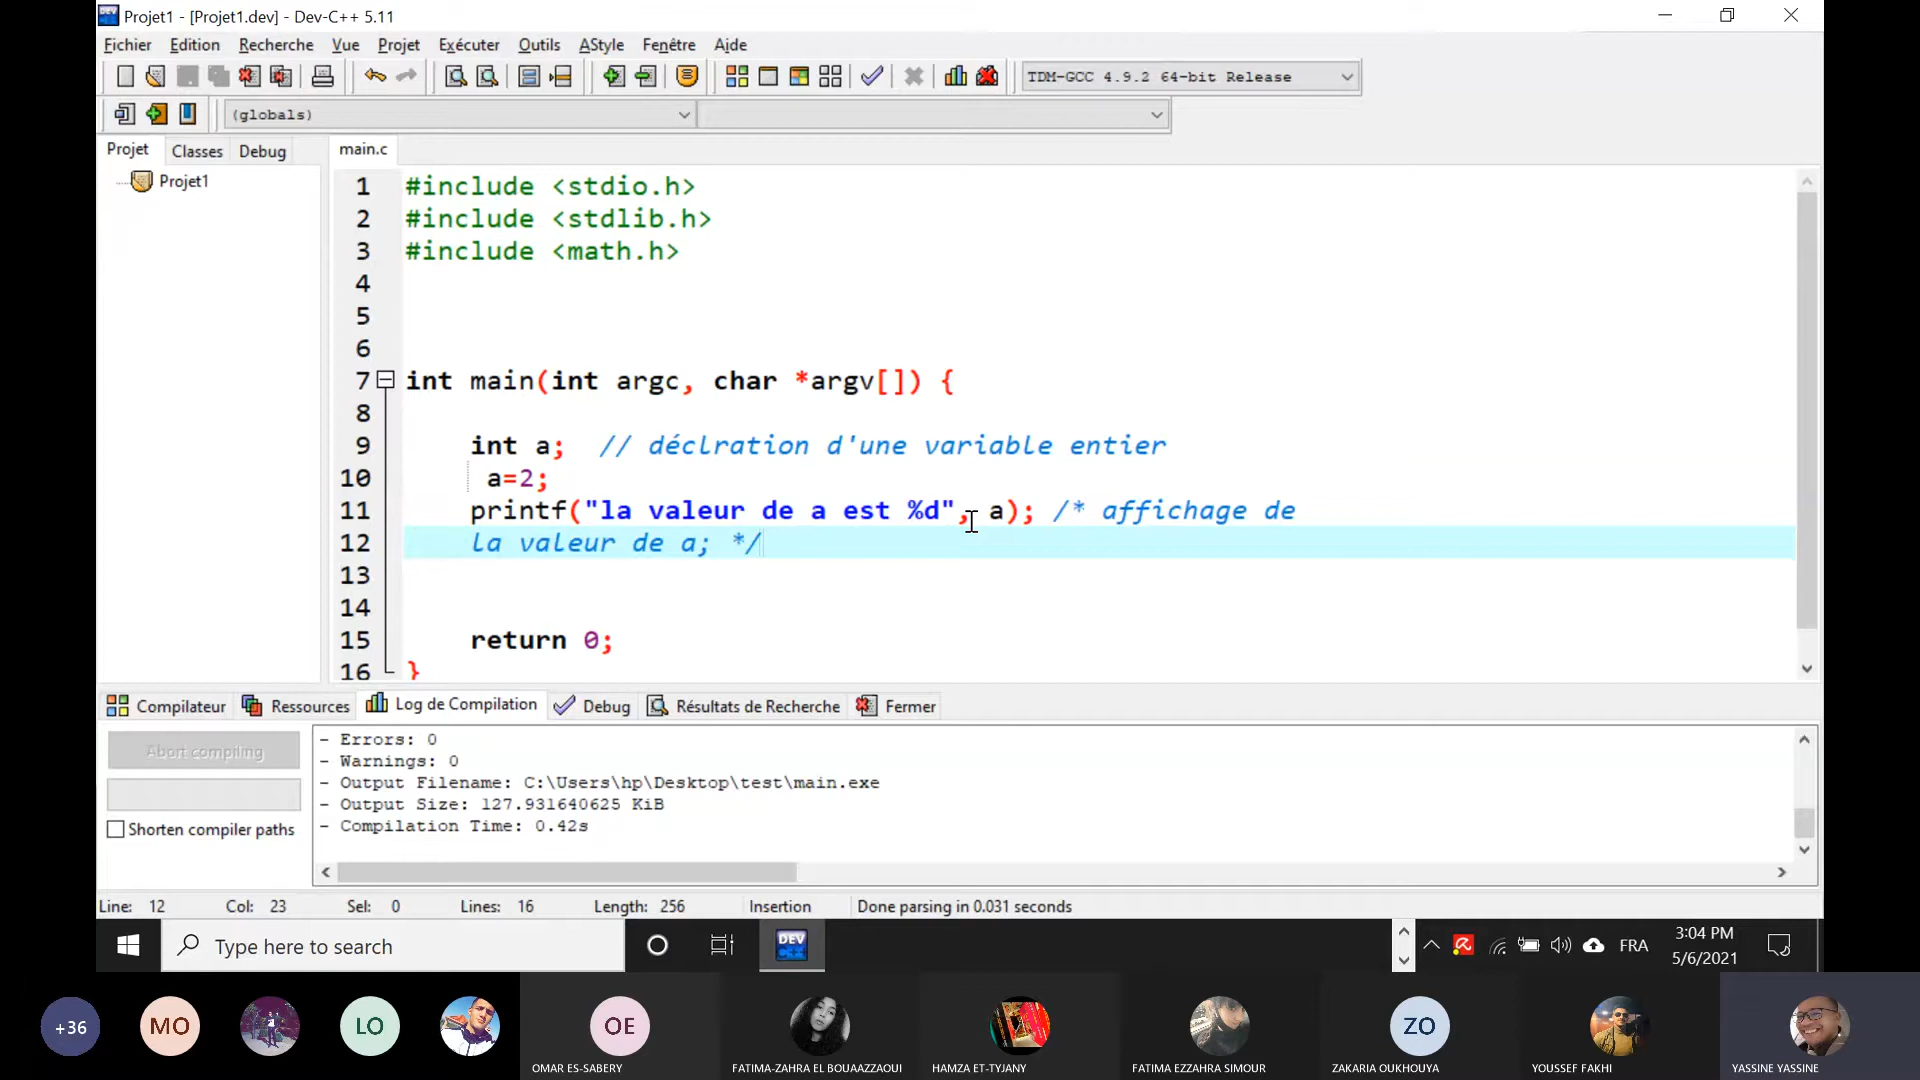 Projet1 - [Projet1.dev] - Dev-C++ 5.11
Fichier Edition Recherche Vue Projet Exécuter Outils AStyle Fenêtre Aide
TDM-GCC 4.9.2 64-bit Release
(globals)
Projet Classes Debug
main.c
Projet1
1 #include <stdio.h>
2 #include <stdlib.h>
3 #include <math.h>
4
5
6
7 int main(int argc, char *argv[]) {
8
9 int a; // déclration d'une variable entier
10 a=2;
11 printf("la valeur de a est %d", a); /* affichage de
12 la valeur de a; */
13
14
15 return 0;
16 }
Compilateur Ressources Log de Compilation Debug Résultats de Recherche Fermer
Abort compiling
Shorten compiler paths
- Errors: 0
- Warnings: 0
- Output Filename: C:\Users\hp\Desktop\test\main.exe
- Output Size: 127.931640625 KiB
- Compilation Time: 0.42s
Line: 12 Col: 23 Sel: 0 Lines: 16 Length: 256 Insertion Done parsing in 0.031 seconds
Type here to search
DEV
FRA
3:04 PM
5/6/2021
+36 MO LO OE ZO
OMAR ES-SABERY FATIMA-ZAHRA EL BOUAAZZAOUI HAMZA ET-TYJANY FATIMA EZZAHRA SIMOUR ZAKARIA OUKHOUYA YOUSSEF FAKHI YASSINE YASSINE